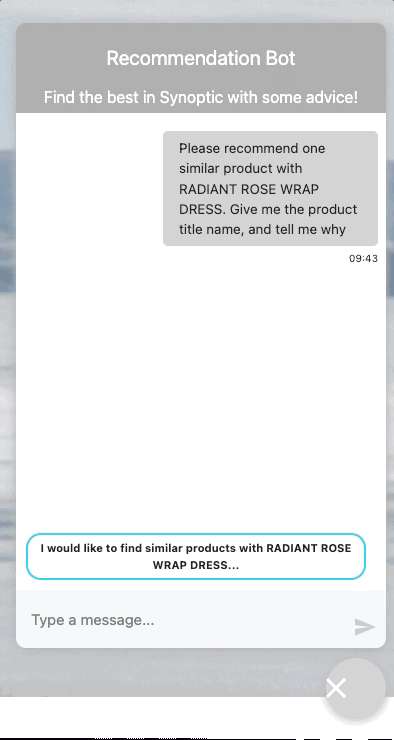 Recommendation Bot
Find the best in Synoptic with some advice!
Please recommend one
similar product with
RADIANT ROSE WRAP
DRESS. Give me the product
title name, and tell me why
09:43
I would like to find similar products with RADIANT ROSE
WRAP DRESS...
Type a message...